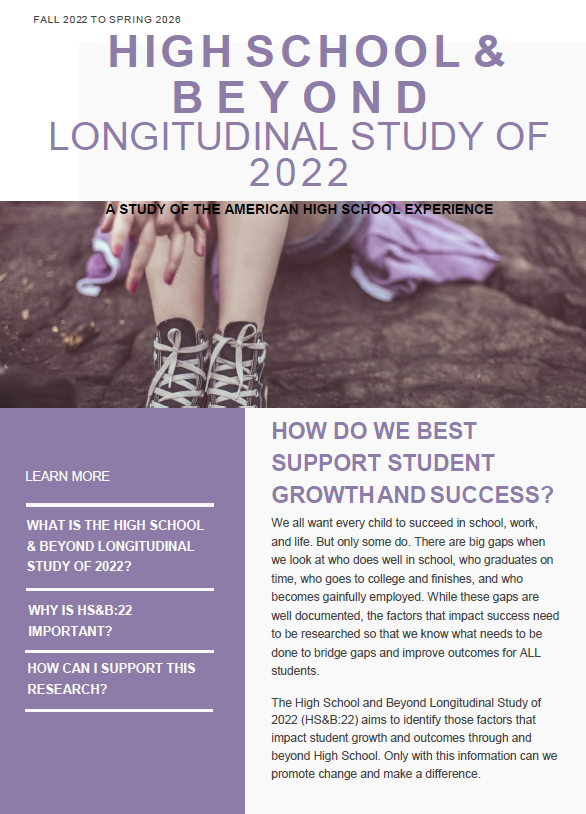 FALL 2022 TO SPRING 2026
HIGH SCHOOL &
BEYOND
LONGITUDINAL STUDY OF
2022
A STUDY OF THE AMERICAN HIGH SCHOOL EXPERIENCE
LEARN MORE
WHAT IS THE HIGH SCHOOL
& BEYOND LONGITUDINAL
STUDY OF 2022?
WHY IS HS&B:22
IMPORTANT?
HOW CAN I SUPPORT THIS
RESEARCH?
HOW DO WE BEST
SUPPORT STUDENT
GROWTH AND SUCCESS?
We all want every child to succeed in school, work,
and life. But only some do. There are big gaps when
we look at who does well in school, who graduates on
time, who goes to college and finishes, and who
becomes gainfully employed. While these gaps are
well documented, the factors that impact success need
to be researched so that we know what needs to be
done to bridge gaps and improve outcomes for ALL
students.
The High School and Beyond Longitudinal Study of
2022 (HS&B:22) aims to identify those factors that
impact student growth and outcomes through and
beyond High School. Only with this information can we
promote change and make a difference.